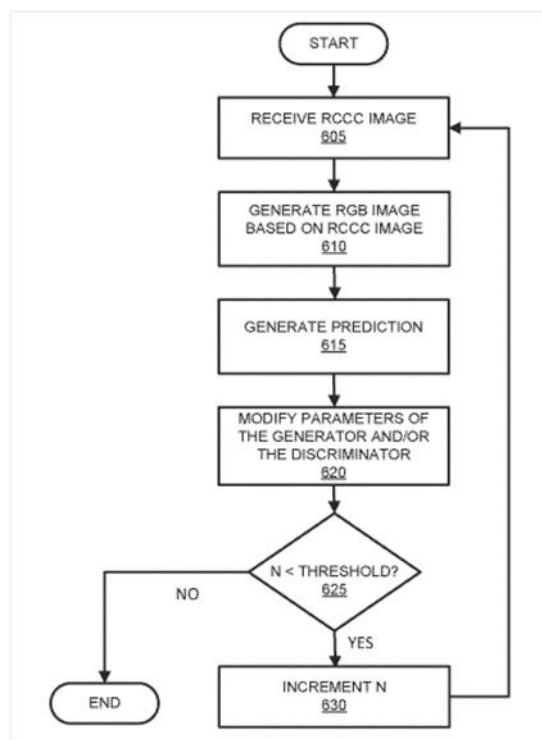 START
RECEIVE RCCC IMAGE
605
GENERATE RGB IMAGE
BASED ON RCCC IMAGE
610
GENERATE PREDICTION
615
MODIFY PARAMETERS OF
THE GENERATOR AND/OR
THE DISCRIMINATOR
620
N < THRESHOLD?
625
NO
YES
END
INCREMENT N
630